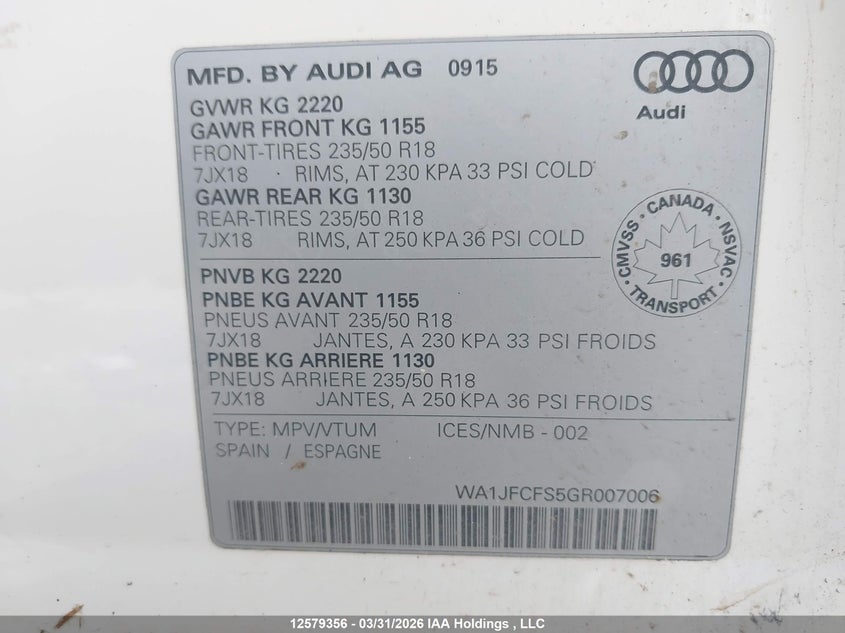 MFD. BY AUDI AG 0915
Audi
GVWR KG 2220
GAWR FRONT KG 1155
FRONT-TIRES 235/50 R18
7JX18 RIMS, AT 230 KPA 33 PSI COLD
GAWR REAR KG 1130
REAR-TIRES 235/50 R18
7JX18 RIMS, AT 250 KPA 36 PSI COLD
CMVSS · CANADA · NSVAC
961
· TRANSPORT ·
PNVB KG 2220
PNBE KG AVANT 1155
PNEUS AVANT 235/50 R18
7JX18 JANTES, A 230 KPA 33 PSI FROIDS
PNBE KG ARRIERE 1130
PNEUS ARRIERE 235/50 R18
7JX18 JANTES, A 250 KPA 36 PSI FROIDS
TYPE: MPV/VTUM ICES/NMB - 002
SPAIN / ESPAGNE
WA1JFCFS5GR007006
12579356 - 03/31/2026 IAA Holdings , LLC